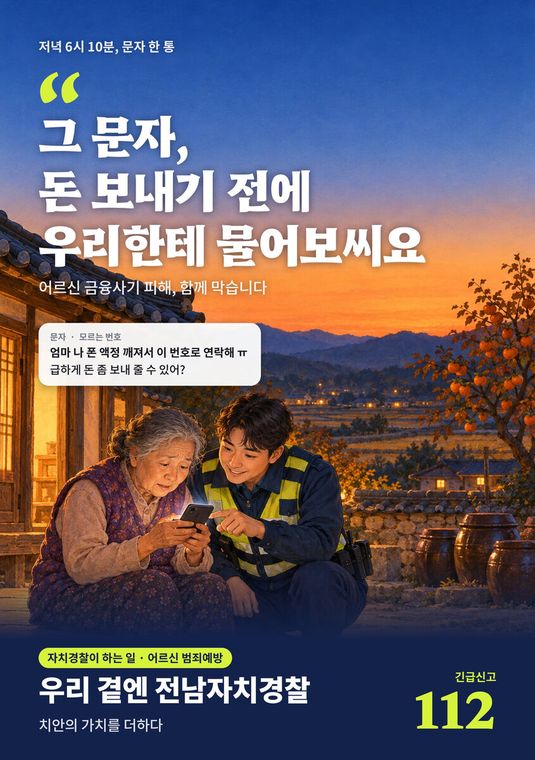 저녁 6시 10분, 문자 한 통
“
그 문자,
돈 보내기 전에
우리한테 물어보씨요
어르신 금융사기 피해, 함께 막습니다
문자 · 모르는 번호
엄마 나 폰 액정 깨져서 이 번호로 연락해 ㅠ
급하게 돈 좀 보내 줄 수 있어?
자치경찰이 하는 일 · 어르신 범죄예방
우리 곁엔 전남자치경찰
치안의 가치를 더하다
긴급신고
112